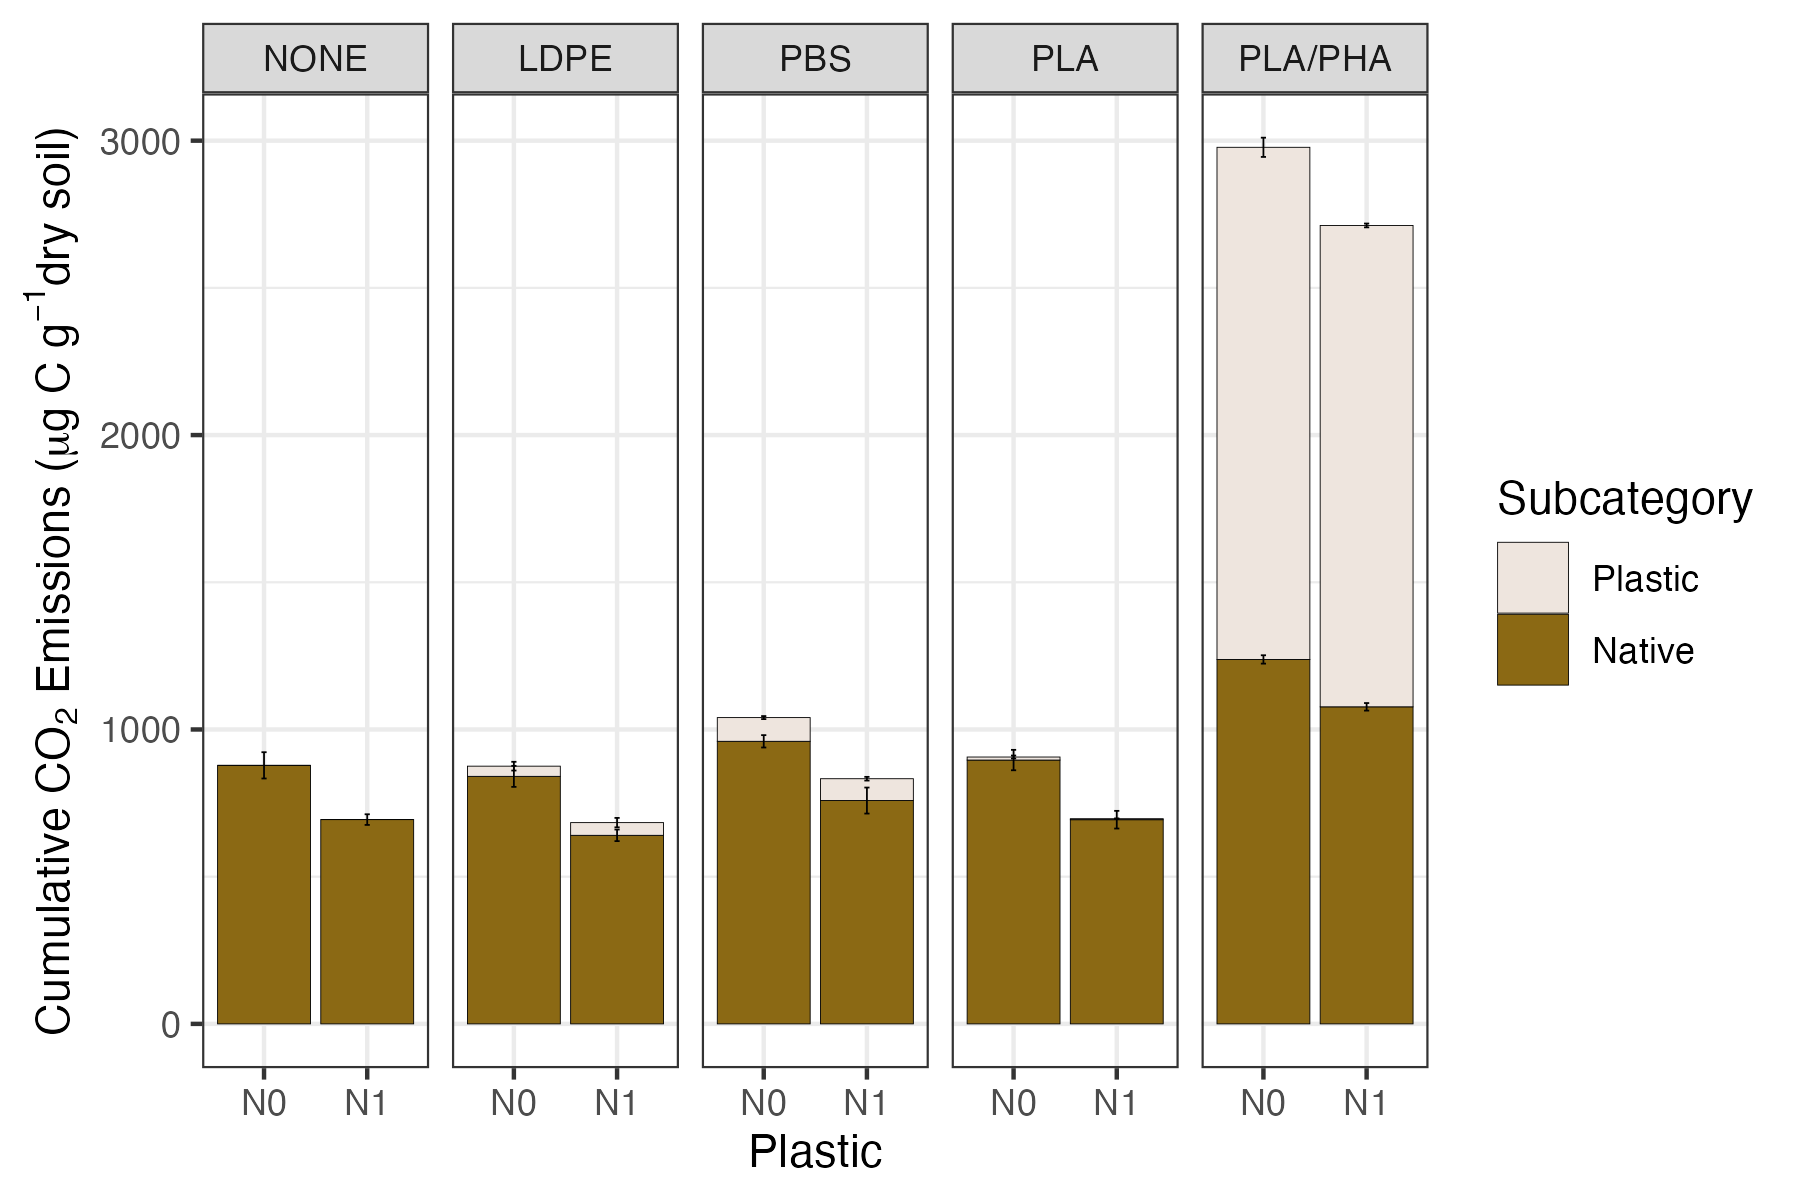 NONE LDPE PBS PLA PLA/PHA
Cumulative CO₂ Emissions (µg C g⁻¹dry soil)
3000
2000
1000
0
N0 N1 N0 N1 N0 N1 N0 N1 N0 N1
Plastic
Subcategory
Plastic
Native